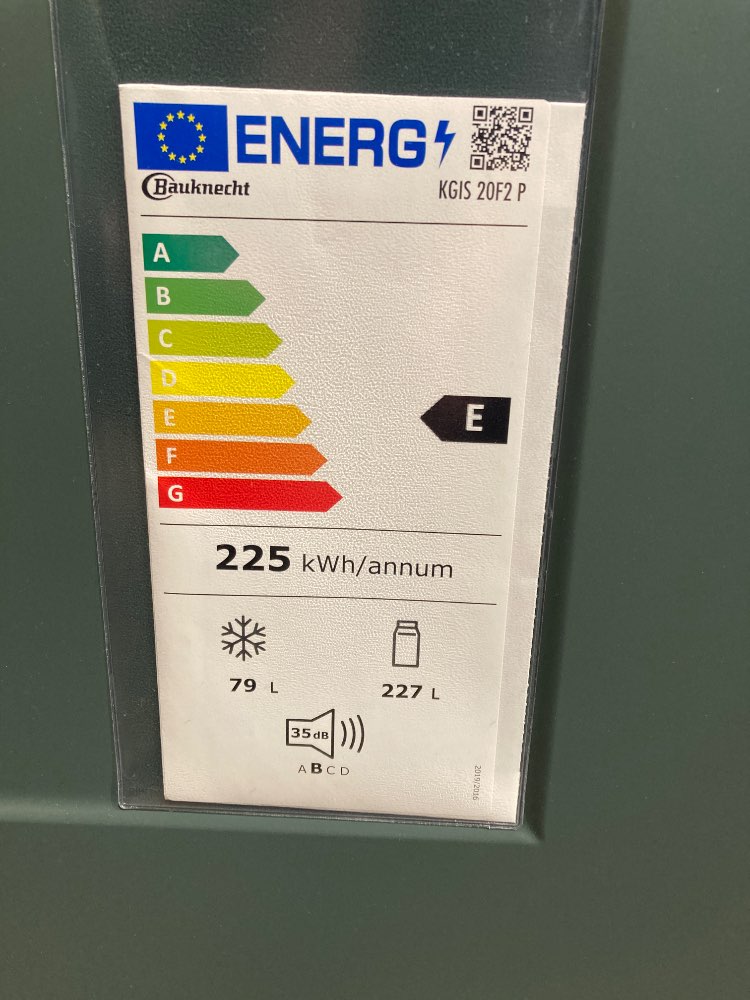 ENERG
Bauknecht
KGIS 20F2 P
A
B
C
D
E
E
F
G
225 kWh/annum
79 L
227 L
35dB
ABCD
2019/2016